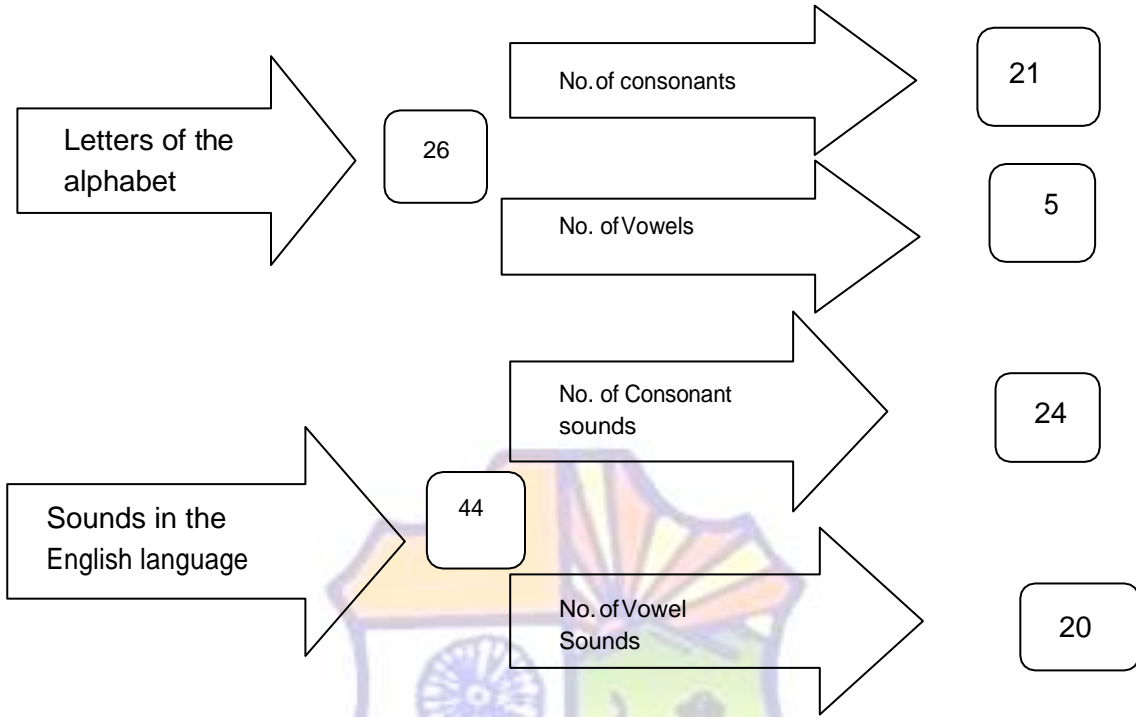 Letters of the
alphabet
26
No. of consonants
21
No. of Vowels
5
Sounds in the
English language
44
No. of Consonant
sounds
24
No. of Vowel
Sounds
20